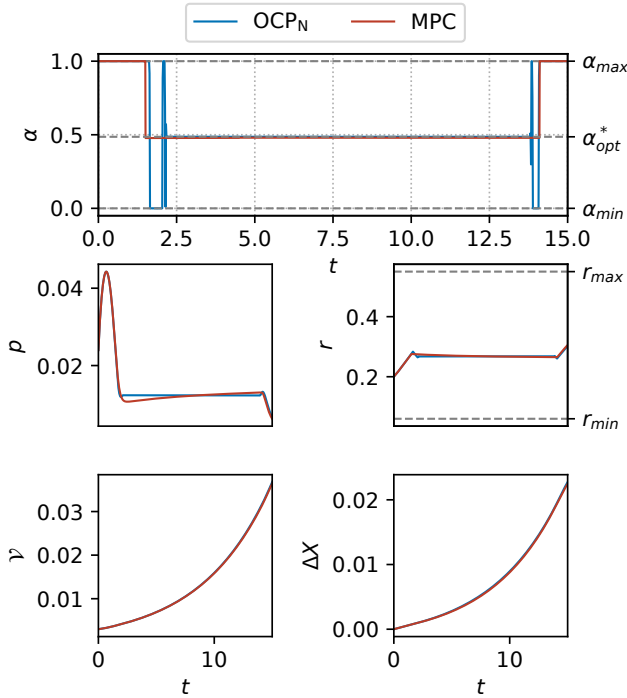 OCP_N MPC
1.0 α_max
α 0.5 α*_opt
0.0 α_min
0.0 2.5 5.0 7.5 10.0 12.5 15.0
t
p 0.04
0.02
r 0.4
0.2
r_max
r_min
𝒱 0.03
0.02
0.01
ΔX 0.02
0.01
0.00
0 10
t
0 10
t